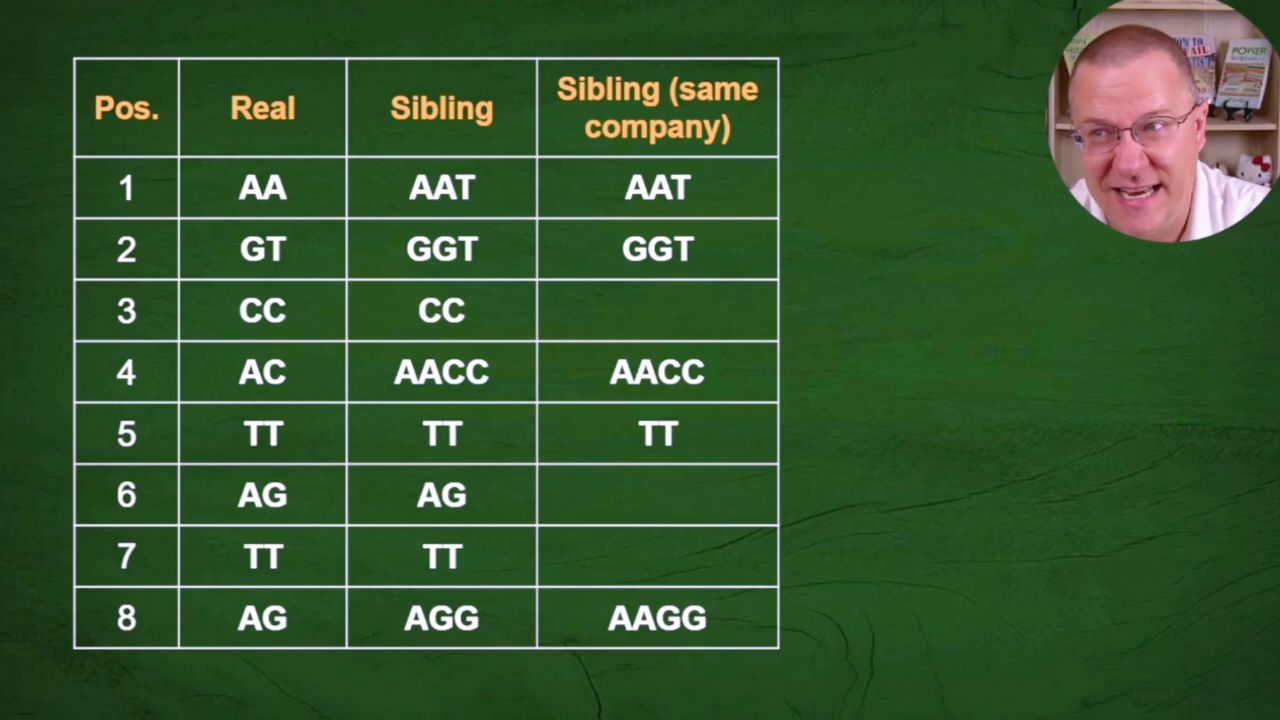 Pos. Real Sibling Sibling (same company)
1 AA AAT AAT
2 GT GGT GGT
3 CC CC
4 AC AACC AACC
5 TT TT TT
6 AG AG
7 TT TT
8 AG AGG AAGG
POWER